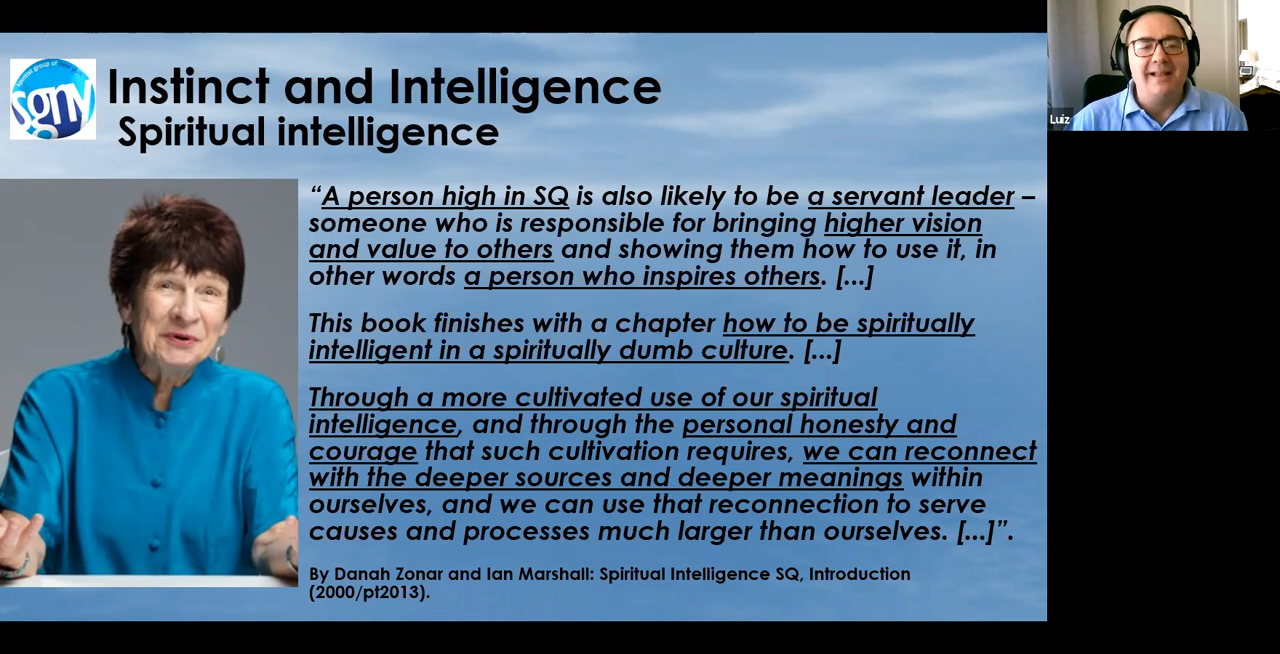 Instinct and Intelligence
Spiritual intelligence
sgny
“A person high in SQ is also likely to be a servant leader –
someone who is responsible for bringing higher vision
and value to others and showing them how to use it, in
other words a person who inspires others. [...]
This book finishes with a chapter how to be spiritually
intelligent in a spiritually dumb culture. [...]
Through a more cultivated use of our spiritual
intelligence, and through the personal honesty and
courage that such cultivation requires, we can reconnect
with the deeper sources and deeper meanings within
ourselves, and we can use that reconnection to serve
causes and processes much larger than ourselves. [...]”.
By Danah Zonar and Ian Marshall: Spiritual Intelligence SQ, Introduction
(2000/pt2013).
Luiz